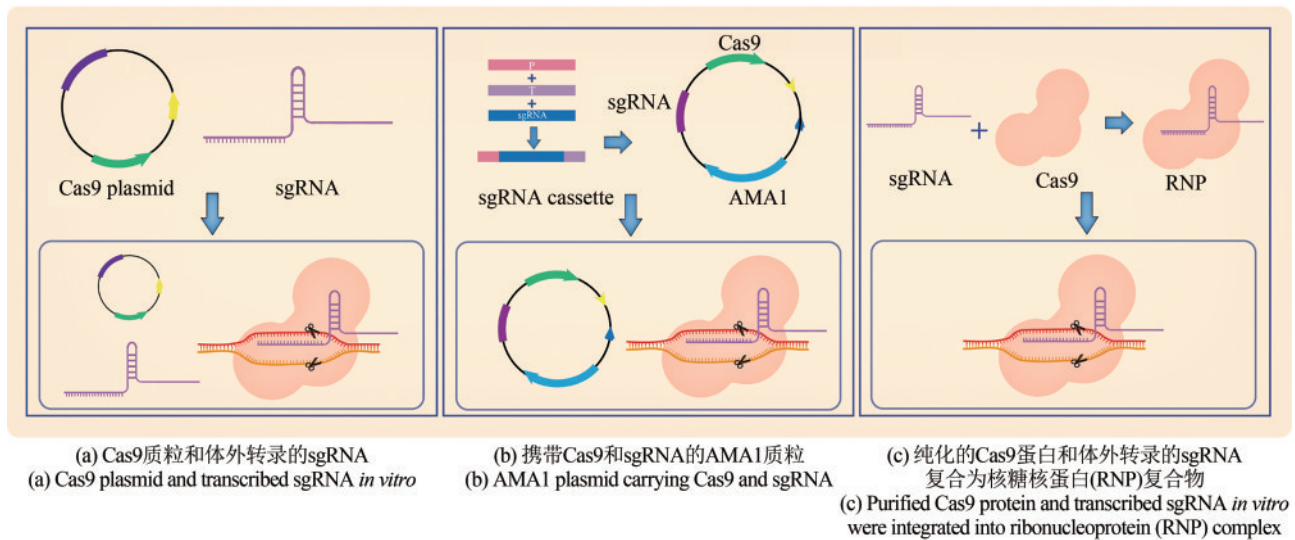 Cas9 plasmid
sgRNA
P
+
T
+
sgRNA
sgRNA cassette
Cas9
sgRNA
AMA1
sgRNA
+
Cas9
RNP
(a) Cas9质粒和体外转录的sgRNA
(a) Cas9 plasmid and transcribed sgRNA in vitro
(b) 携带Cas9和sgRNA的AMA1质粒
(b) AMA1 plasmid carrying Cas9 and sgRNA
(c) 纯化的Cas9蛋白和体外转录的sgRNA
复合为核糖核蛋白(RNP)复合物
(c) Purified Cas9 protein and transcribed sgRNA in vitro
were integrated into ribonucleoprotein (RNP) complex